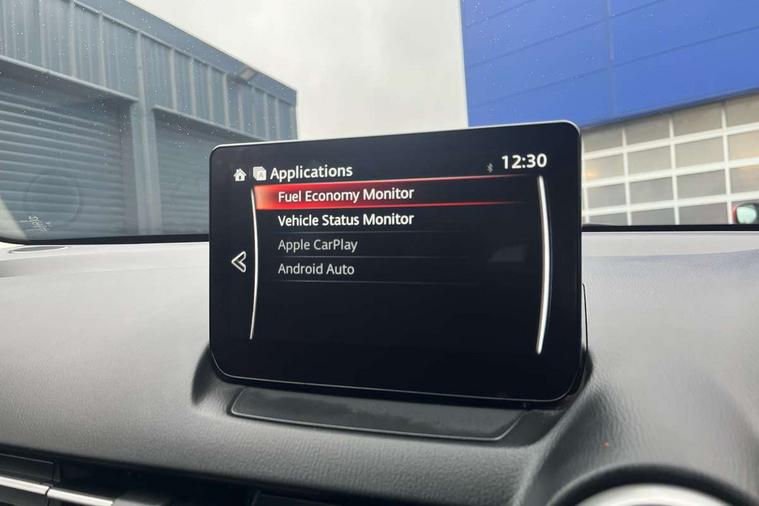 Applications
12:30
Fuel Economy Monitor
Vehicle Status Monitor
Apple CarPlay
Android Auto